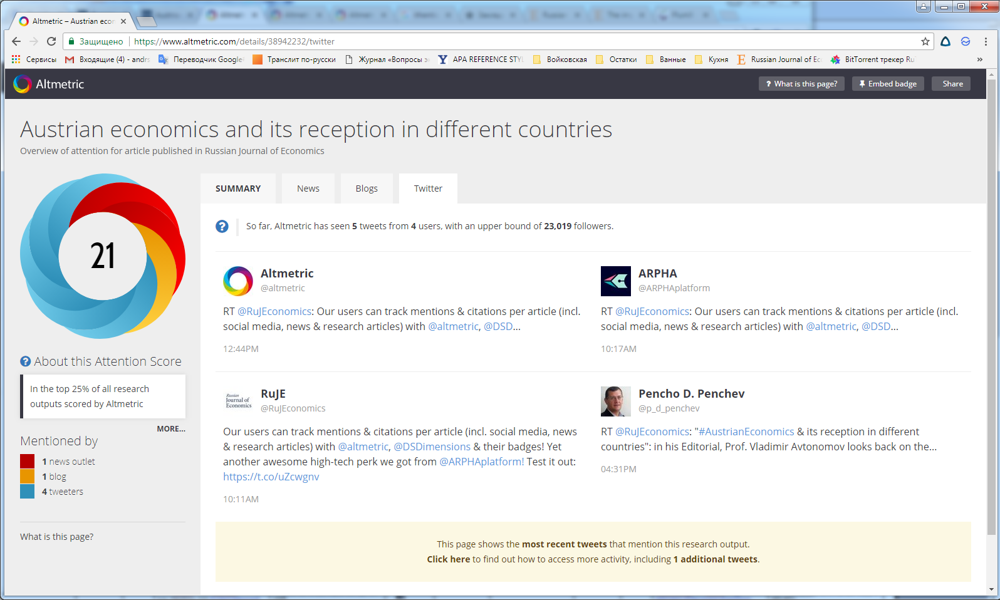 Altmetric – Austrian econ
Защищено
https://www.altmetric.com/details/38942232/twitter
Сервисы
Входящие (4) - andrs
Переводчик Google
Транслит по-русски
Журнал «Вопросы э
APA REFERENCE STYL
Войковская
Остатки
Ванные
Кухня
Russian Journal of Ec
BitTorrent трекер Ru
»
Altmetric
? What is this page?
Embed badge
Share
Austrian economics and its reception in different countries
Overview of attention for article published in Russian Journal of Economics
SUMMARY
News
Blogs
Twitter
21
? So far, Altmetric has seen 5 tweets from 4 users, with an upper bound of 23,019 followers.
Altmetric
@altmetric
RT @RuJEconomics: Our users can track mentions & citations per article (incl.
social media, news & research articles) with @altmetric, @DSD...
12:44PM
ARPHA
@ARPHAplatform
RT @RuJEconomics: Our users can track mentions & citations per article (incl.
social media, news & research articles) with @altmetric, @DSD...
10:17AM
Russian
Journal of
Economics
RuJE
@RuJEconomics
Our users can track mentions & citations per article (incl. social media, news
& research articles) with @altmetric, @DSDimensions & their badges! Yet
another awesome high-tech perk we got from @ARPHAplatform! Test it out:
https://t.co/uZcwgnv
10:11AM
Pencho D. Penchev
@p_d_penchev
RT @RuJEconomics: "#AustrianEconomics & its reception in different
countries": in his Editorial, Prof. Vladimir Avtonomov looks back on the...
04:31PM
? About this Attention Score
In the top 25% of all research
outputs scored by Altmetric
MORE...
Mentioned by
1 news outlet
1 blog
4 tweeters
What is this page?
This page shows the most recent tweets that mention this research output.
Click here to find out how to access more activity, including 1 additional tweets.